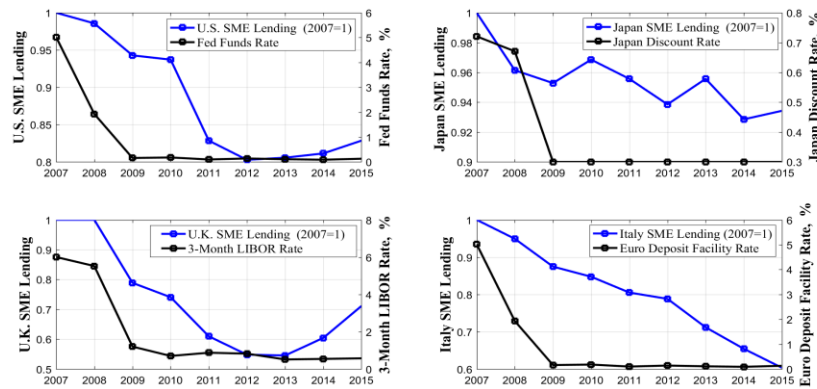 U.S. SME Lending
1
0.95
0.9
0.85
0.8
U.S. SME Lending (2007=1)
Fed Funds Rate
6
5
4
3
2
1
0
Fed Funds Rate, %
2007 2008 2009 2010 2011 2012 2013 2014 2015
Japan SME Lending
1
0.98
0.96
0.94
0.92
0.9
Japan SME Lending (2007=1)
Japan Discount Rate
0.8
0.7
0.6
0.5
0.4
0.3
Japan Discount Rate, %
2007 2008 2009 2010 2011 2012 2013 2014 2015
U.K. SME Lending
1
0.9
0.8
0.7
0.6
0.5
U.K. SME Lending (2007=1)
3-Month LIBOR Rate
8
6
4
2
0
3-Month LIBOR Rate, %
2007 2008 2009 2010 2011 2012 2013 2014 2015
Italy SME Lending
1
0.9
0.8
0.7
0.6
Italy SME Lending (2007=1)
Euro Deposit Facility Rate
6
5
4
3
2
1
0
Euro Deposit Facility Rate, %
2007 2008 2009 2010 2011 2012 2013 2014 2015